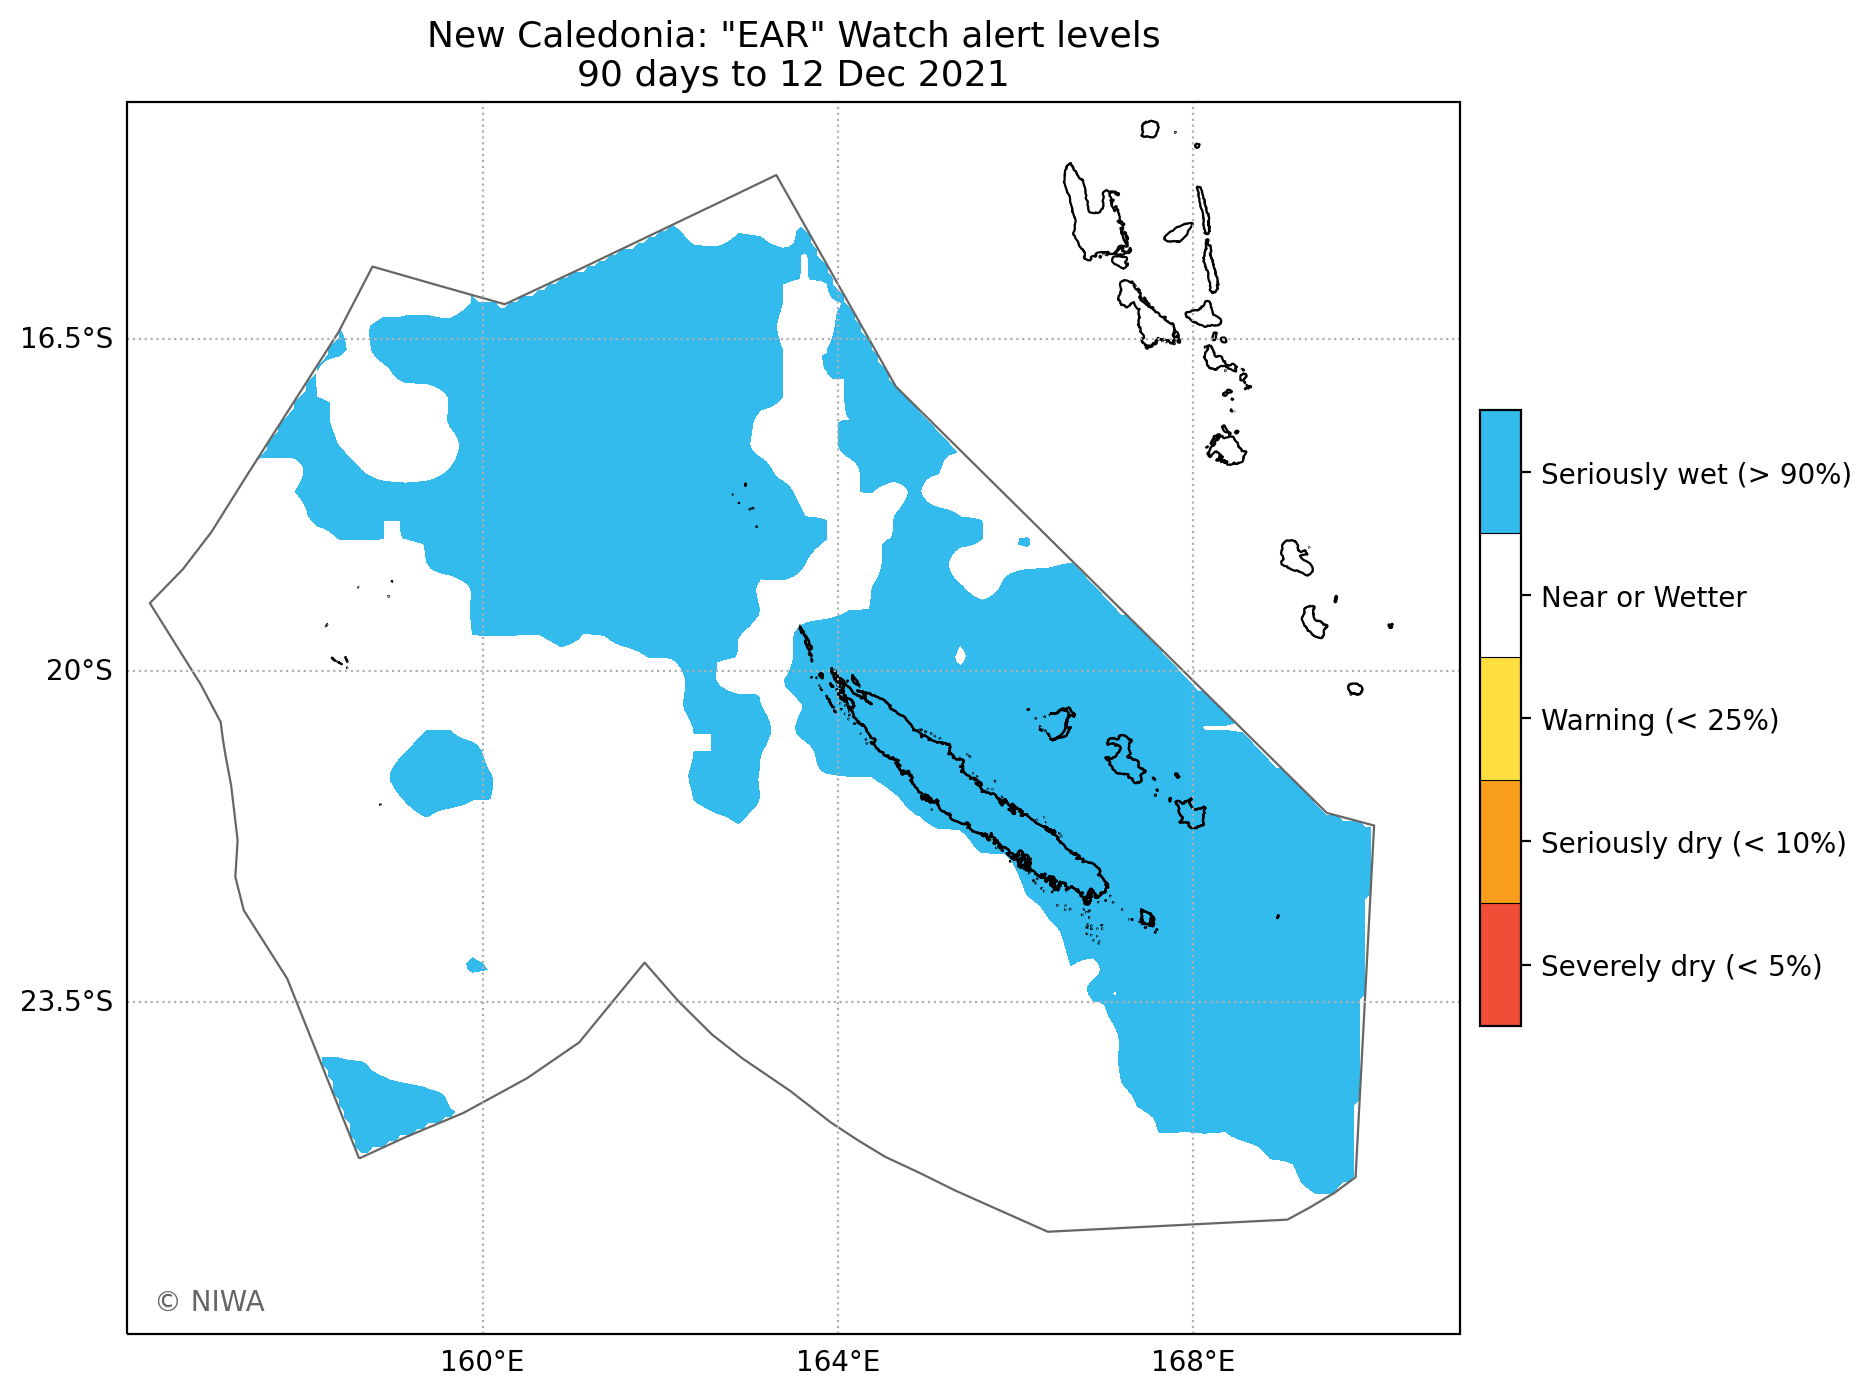 New Caledonia: "EAR" Watch alert levels
90 days to 12 Dec 2021
16.5°S
20°S
23.5°S
160°E
164°E
168°E
Seriously wet (> 90%)
Near or Wetter
Warning (< 25%)
Seriously dry (< 10%)
Severely dry (< 5%)
© NIWA